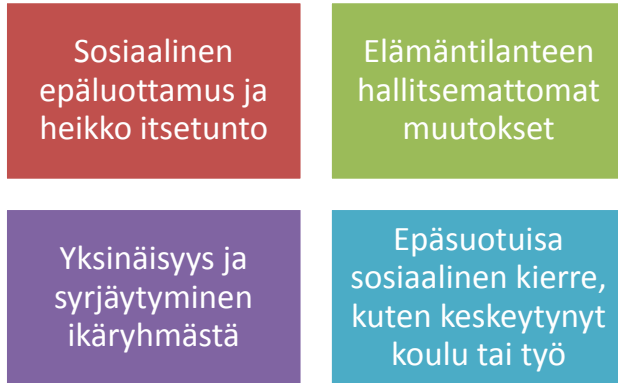 Sosiaalinen
epäluottamus ja
heikko itsetunto
Elämäntilanteen
hallitsemattomat
muutokset
Yksinäisyys ja
syrjäytyminen
ikäryhmästä
Epäsuotuisa
sosiaalinen kierre,
kuten keskeytynyt
koulu tai työ